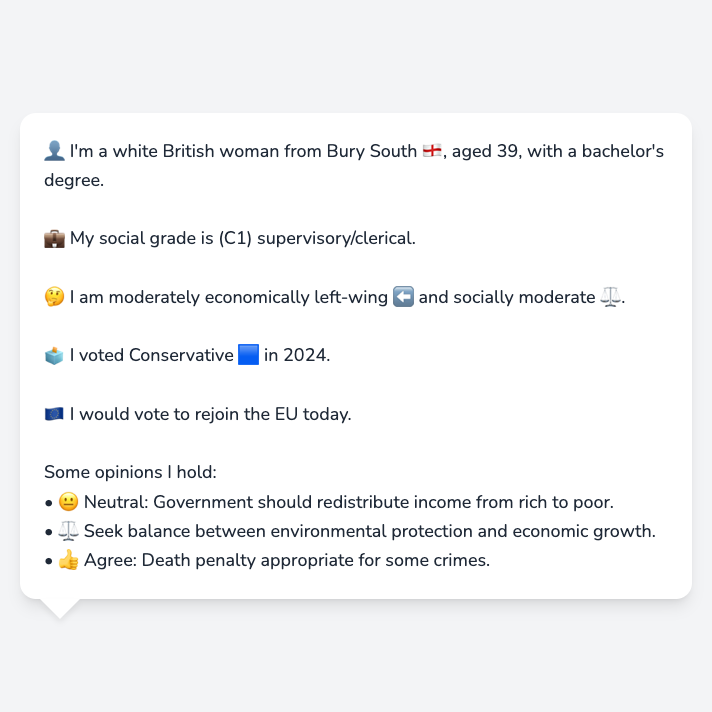 👤 I'm a white British woman from Bury South 🏴󠁧󠁢󠁥󠁮󠁧󠁿, aged 39, with a bachelor's
degree.
💼 My social grade is (C1) supervisory/clerical.
🤔 I am moderately economically left-wing ⬅️ and socially moderate ⚖️.
🗳️ I voted Conservative 🟦 in 2024.
🇪🇺 I would vote to rejoin the EU today.
Some opinions I hold:
• 😐 Neutral: Government should redistribute income from rich to poor.
• ⚖️ Seek balance between environmental protection and economic growth.
• 👍 Agree: Death penalty appropriate for some crimes.